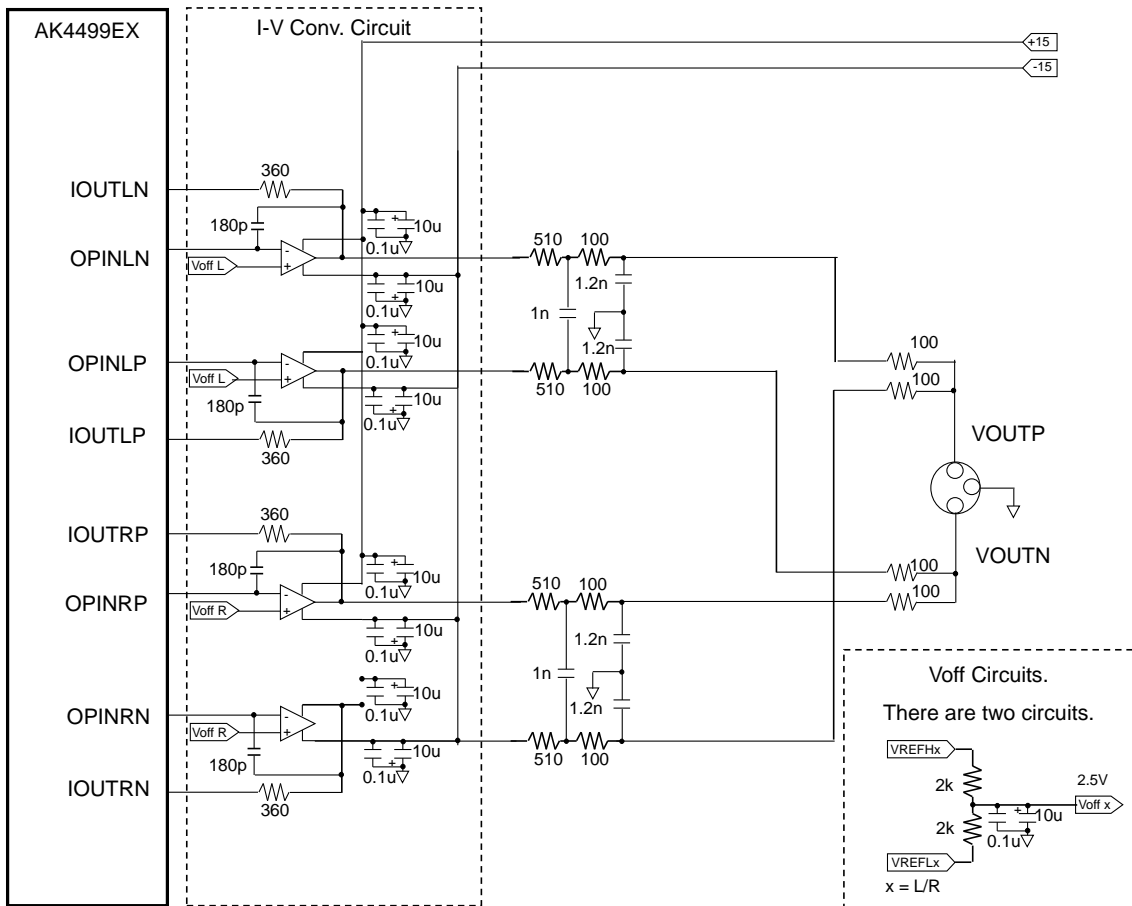 AK4499EX
I-V Conv. Circuit
+15
-15
360
IOUTLN
180p
10u
0.1u
OPINLN
Voff L
510
100
10u
0.1u
1.2n
1n
10u
0.1u
OPINLP
1.2n
100
Voff L
510
100
10u
100
180p
0.1u
IOUTLP
VOUTP
360
360
IOUTRP
VOUTN
180p
10u
0.1u
510
100
100
OPINRP
Voff R
10u
0.1u
1.2n
1n
10u
0.1u
OPINRN
1.2n
Voff R
10u
510
100
180p
0.1u
IOUTRN
360
Voff Circuits.
There are two circuits.
VREFHx
2k
2.5V
Voff x
10u
2k
0.1u
VREFLx
x = L/R
100
+
-
+
+
+
-
+
+
+
-
+
+
+
-
+
+
+
+